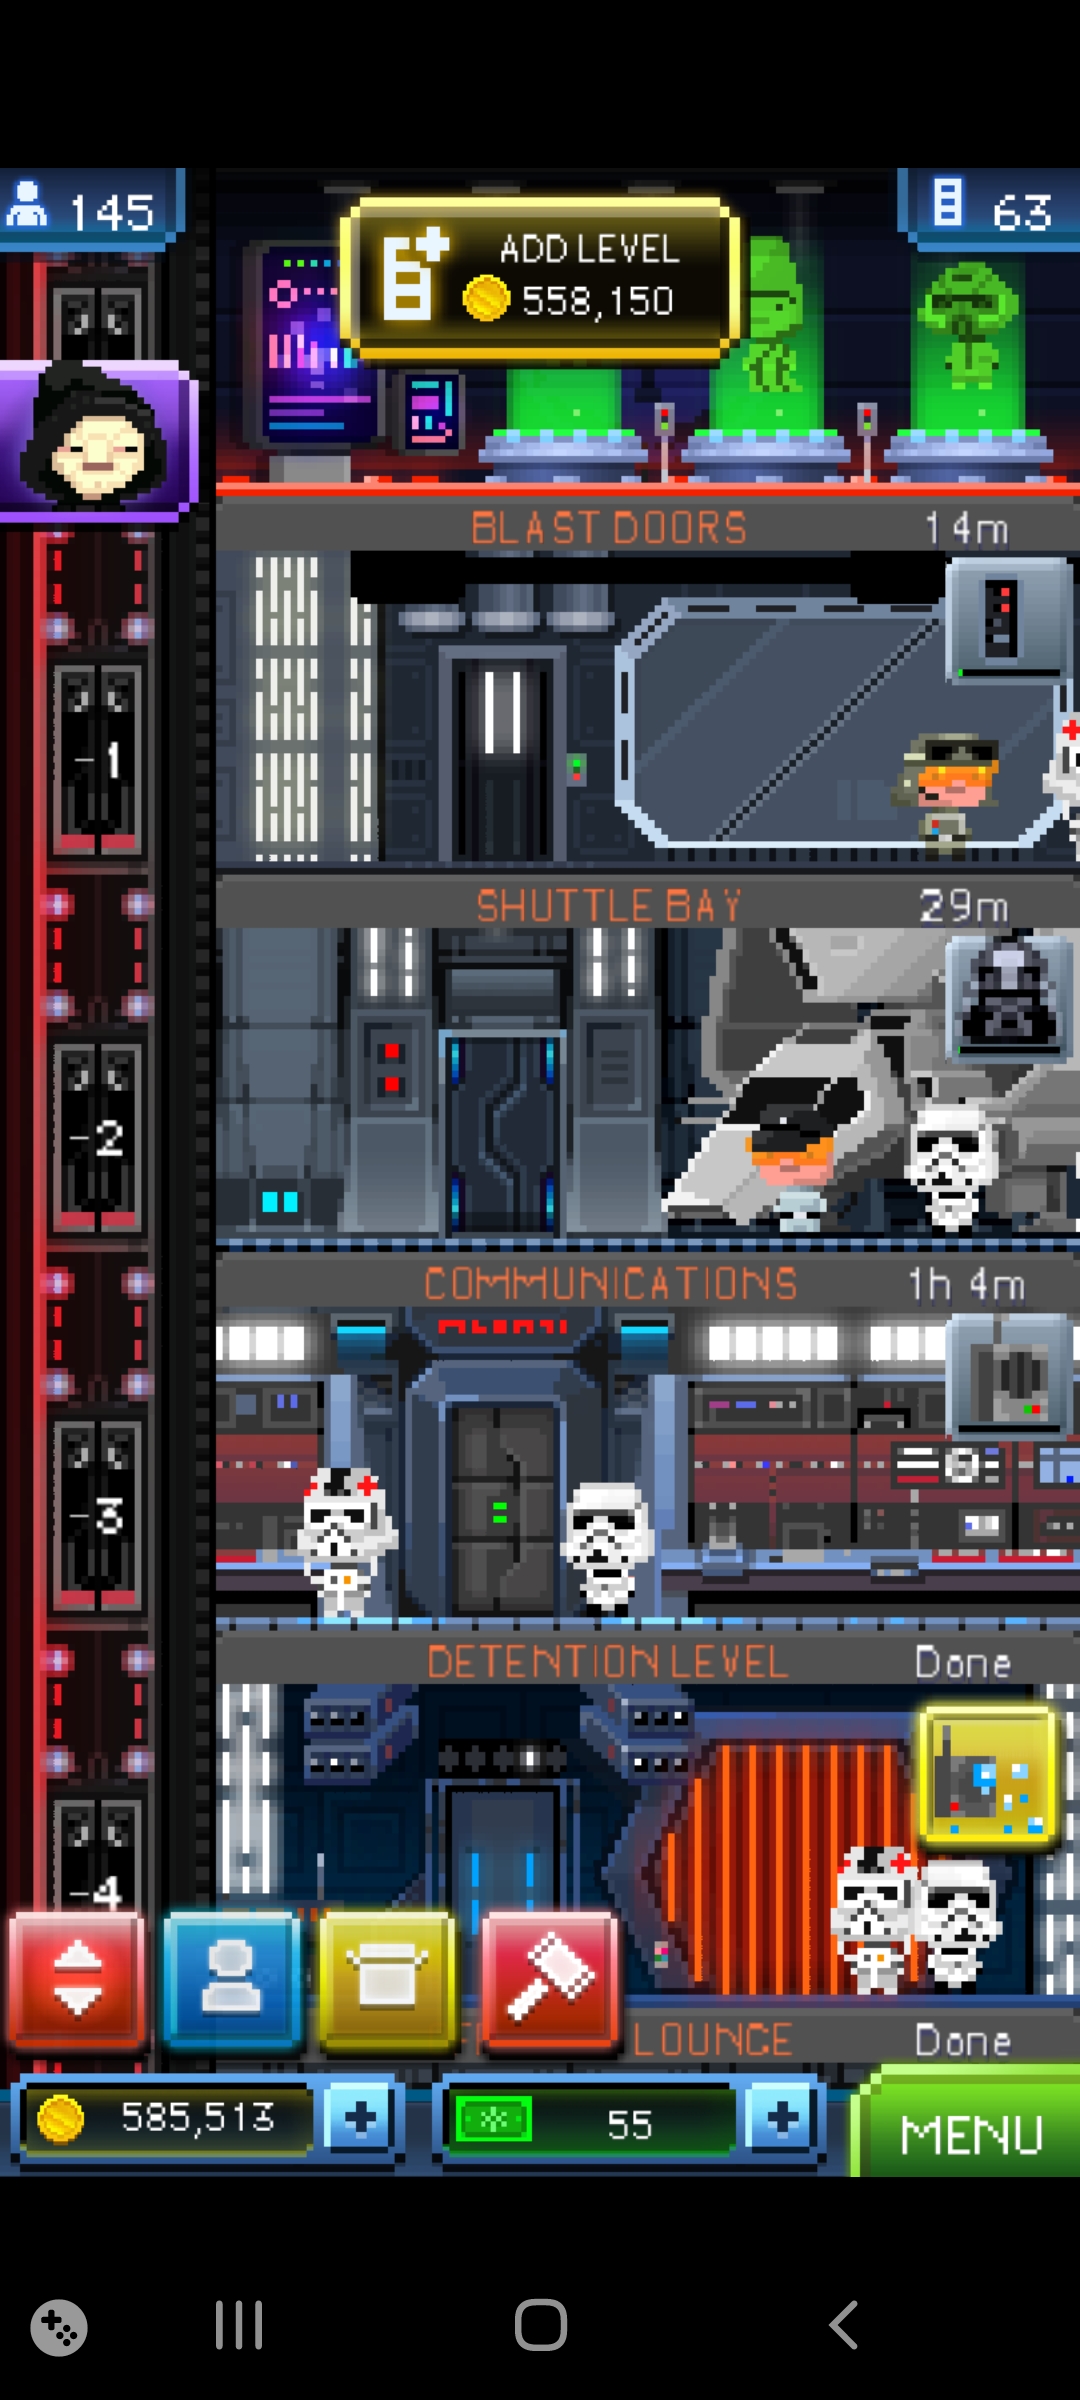 145
ADD LEVEL
558,150
63
BLAST DOORS 14m
-1
SHUTTLE BAY 29m
-2
COMMUNICATIONS 1h 4m
-3
DETENTION LEVEL Done
-4
LOUNGE Done
585,513
55
MENU